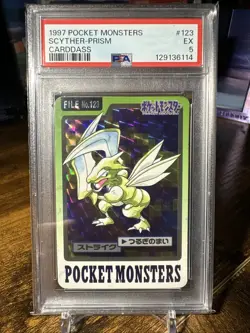 1997 POCKET MONSTERS #123
SCYTHER-PRISM EX
CARDDASS PSA 5
129136114
FILE No.123
ポケットモンスター
ストライク ▶つるぎのまい
POCKET MONSTERS